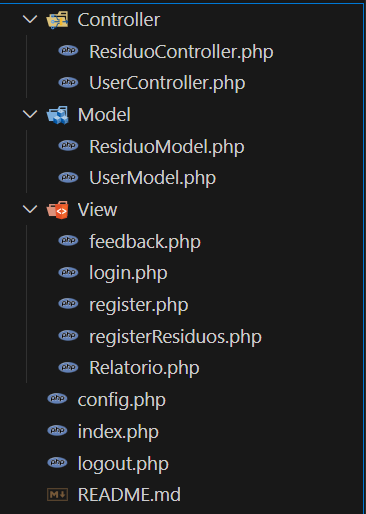 Controller
php ResiduoController.php
php UserController.php
Model
php ResiduoModel.php
php UserModel.php
View
php feedback.php
php login.php
php register.php
php registerResiduos.php
php Relatorio.php
php config.php
php index.php
php logout.php
M README.md